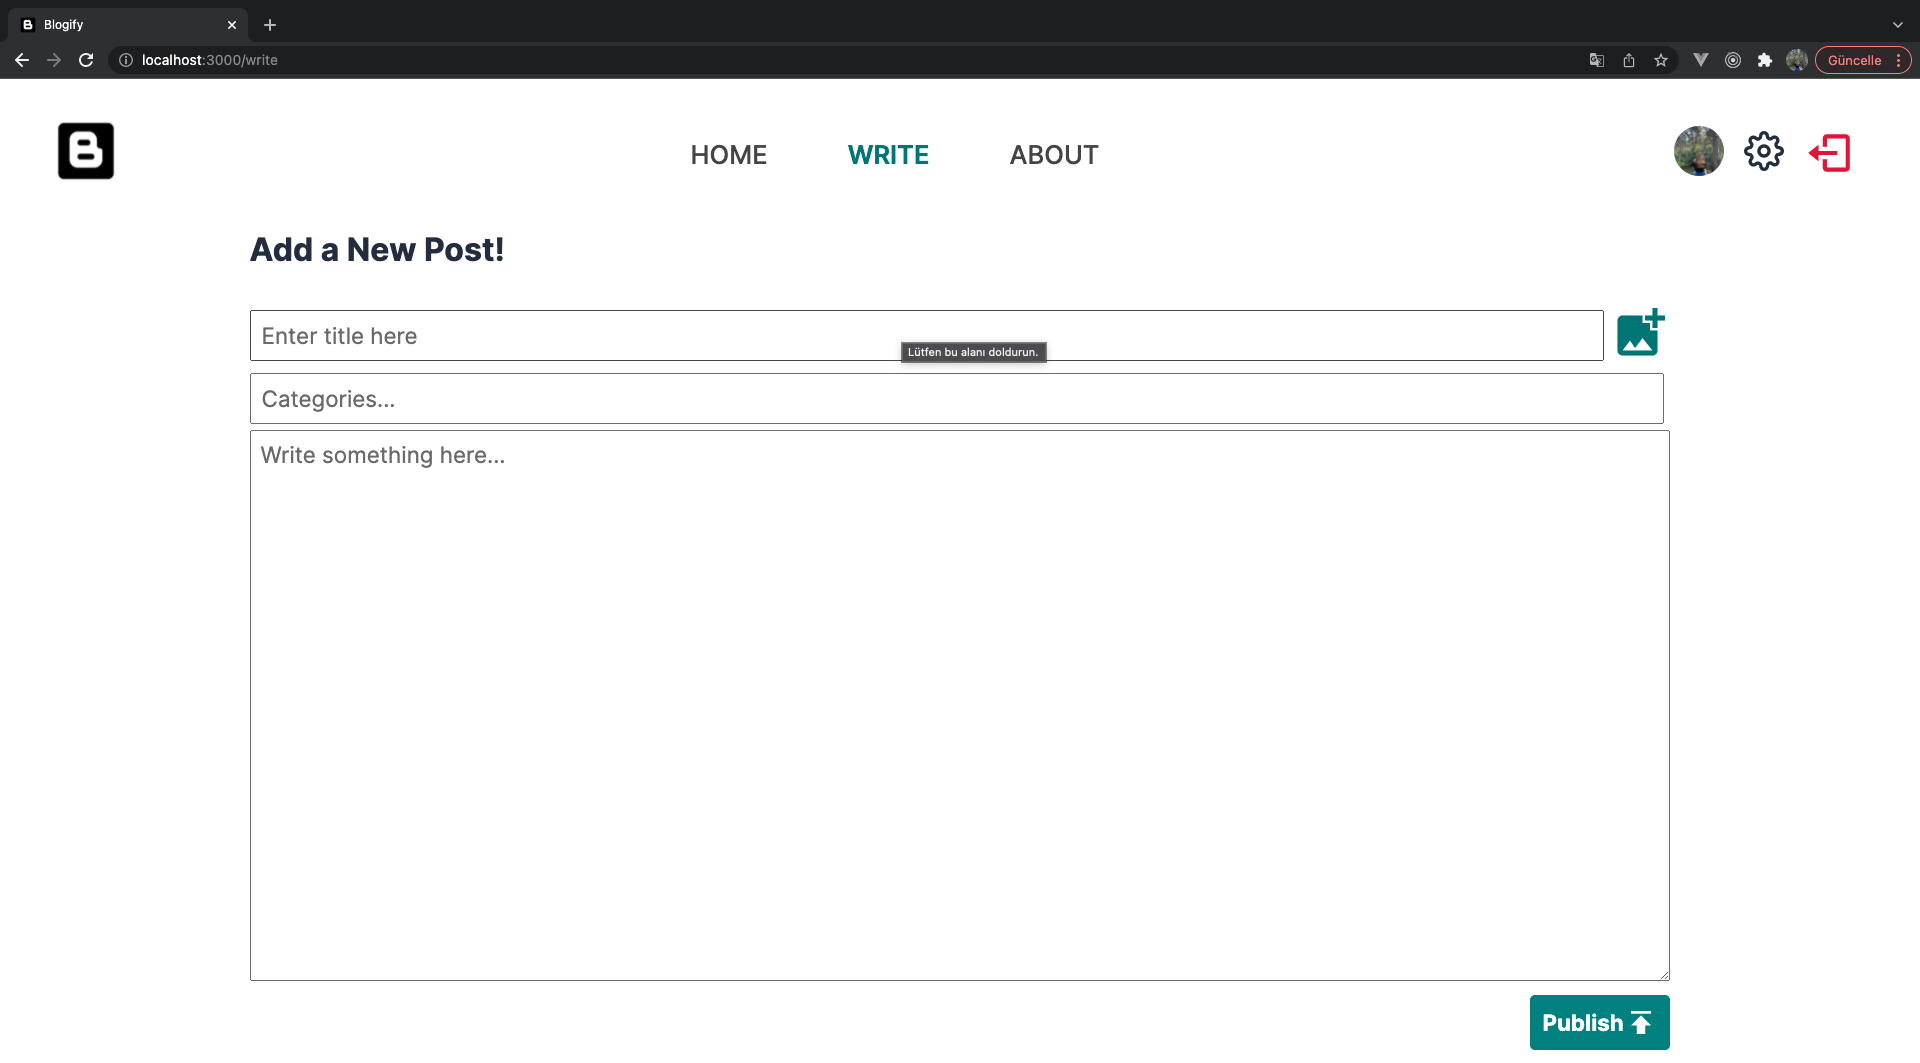 Blogify
localhost:3000/write
Güncelle
B
HOME WRITE ABOUT
Add a New Post!
Enter title here
Lütfen bu alanı doldurun.
Categories...
Write something here...
Publish